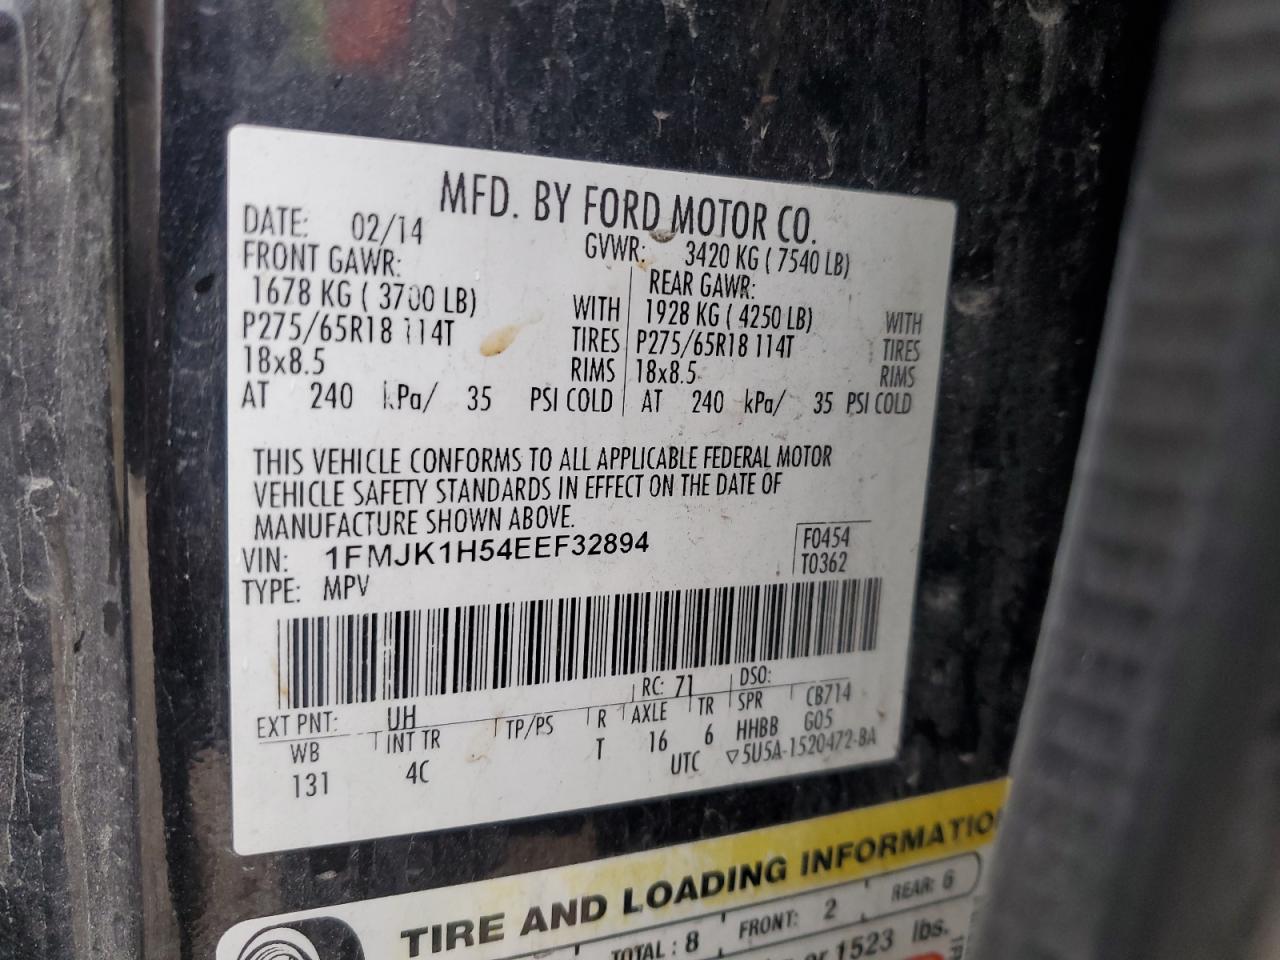 MFD. BY FORD MOTOR CO.
DATE: 02/14 GVWR: 3420 KG ( 7540 LB)
FRONT GAWR: REAR GAWR:
1678 KG ( 3700 LB) WITH 1928 KG ( 4250 LB) WITH
P275/65R18 114T TIRES P275/65R18 114T TIRES
18x8.5 RIMS 18x8.5 RIMS
AT 240 kPa/ 35 PSI COLD AT 240 kPa/ 35 PSI COLD
THIS VEHICLE CONFORMS TO ALL APPLICABLE FEDERAL MOTOR
VEHICLE SAFETY STANDARDS IN EFFECT ON THE DATE OF
MANUFACTURE SHOWN ABOVE.
VIN: 1FMJK1H54EEF32894 F0454
TYPE: MPV T0362
EXT PNT: UH RC: 71 DSO:
WB INT TR TP/PS R AXLE TR SPR CB714
131 4C T 16 6 HHBB G05
UTC ▽5U5A-1520472-BA
TIRE AND LOADING INFORMATIO
TOTAL: 8 FRONT: 2 REAR: 6
or 1523 lbs.